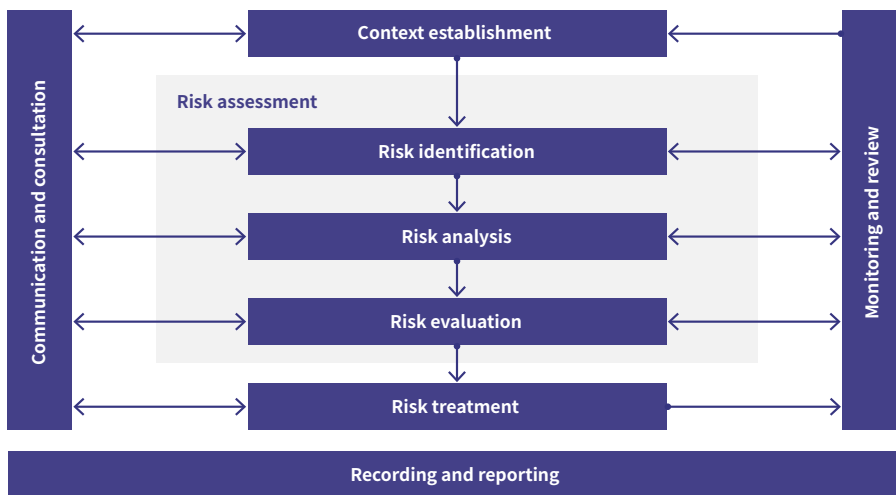 Context establishment
Risk assessment
Risk identification
Risk analysis
Risk evaluation
Risk treatment
Communication and consultation
Monitoring and review
Recording and reporting